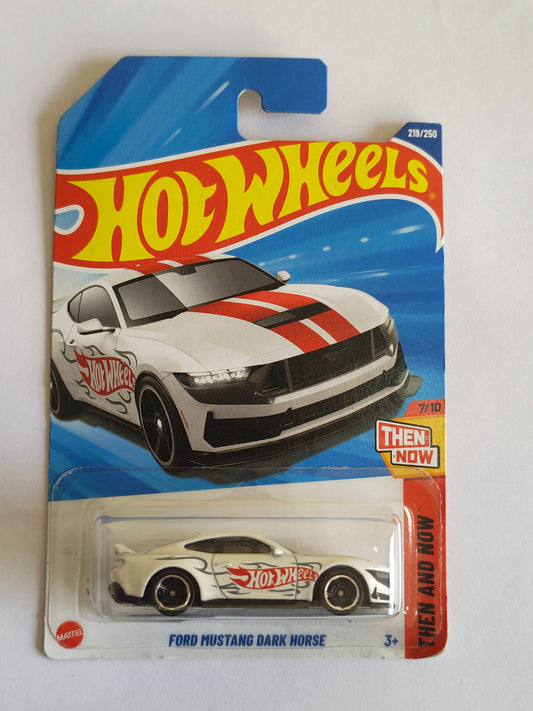 219/250
HOT WHEELS®
HOT WHEELS
7/10
THEN
AND
NOW
THEN AND NOW
HOT WHEELS
MATTEL
FORD MUSTANG DARK HORSE
3+